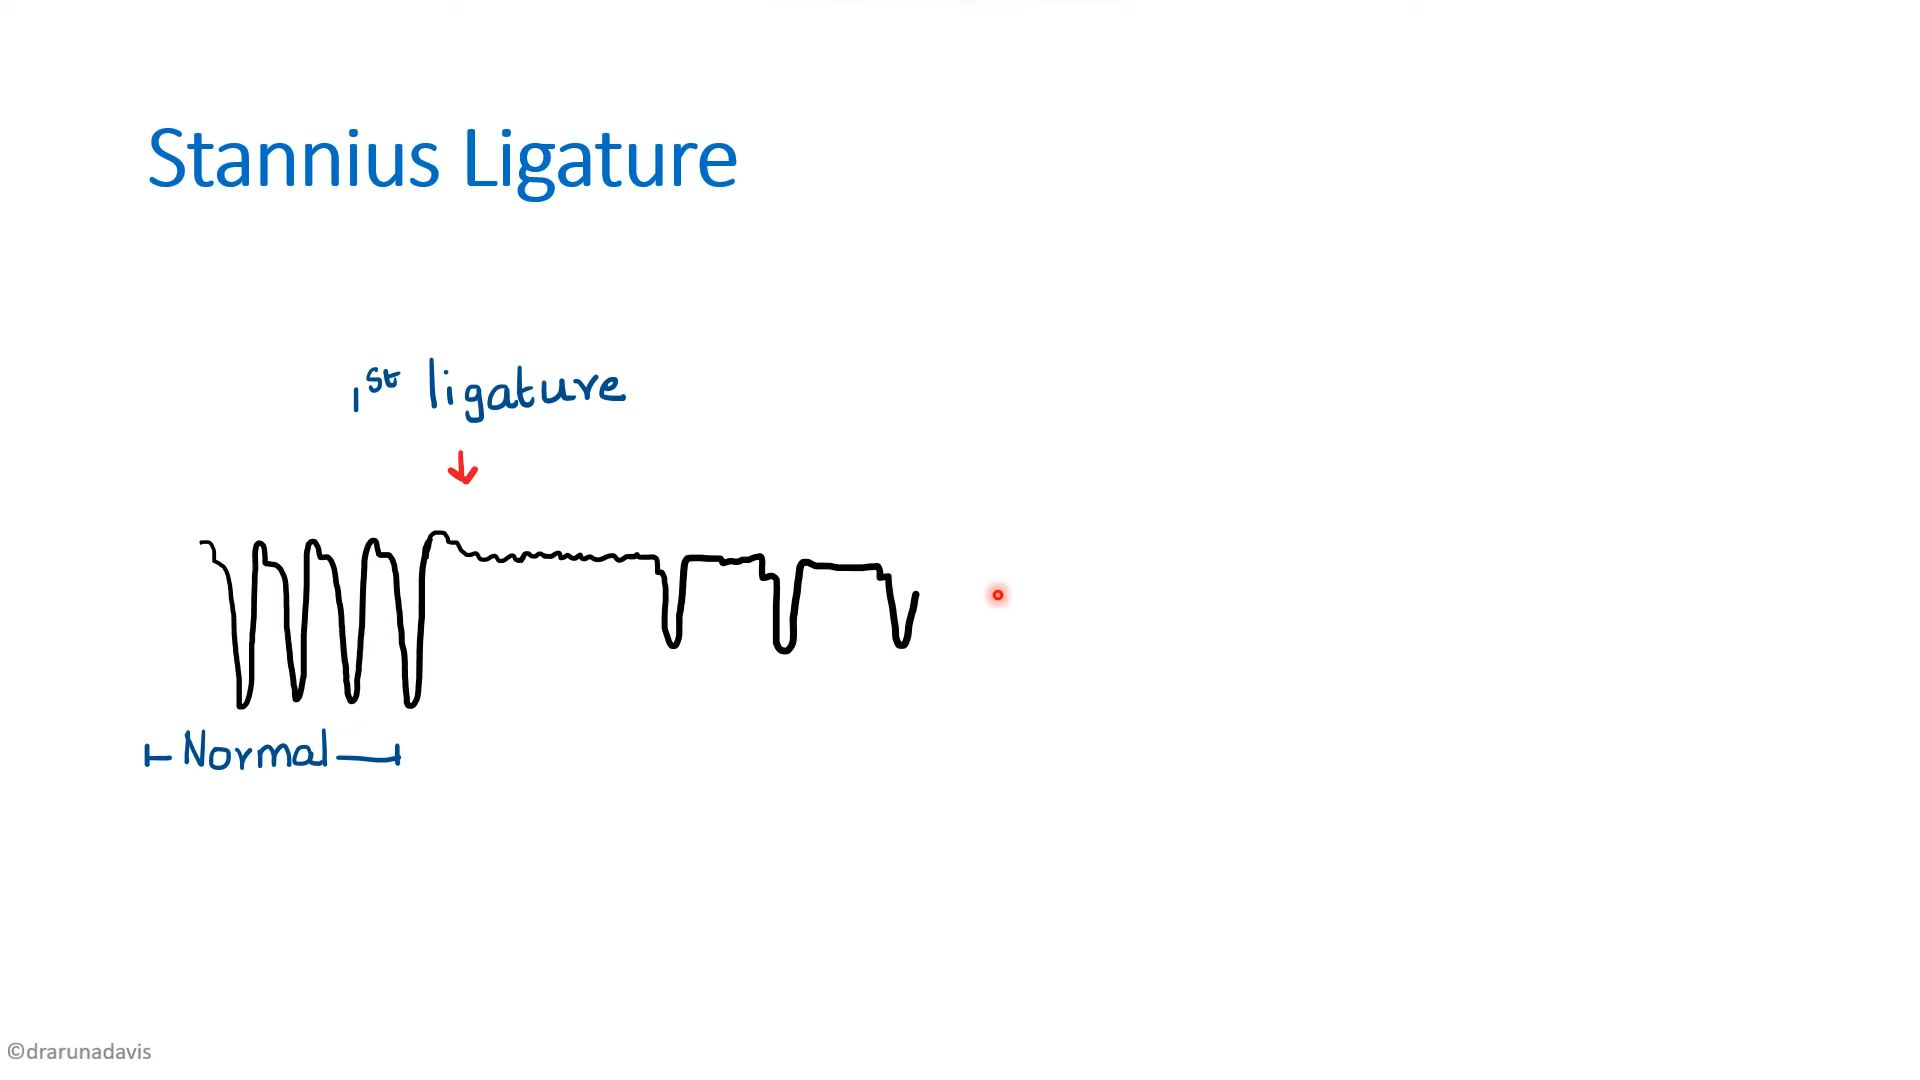 Stannius Ligature
1st ligature
Normal
©drarunadavis